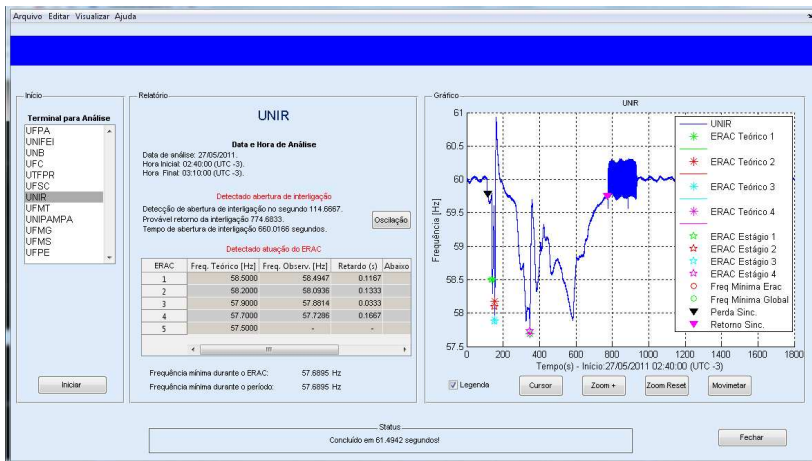 Arquivo Editar Visualizar Ajuda
Início
Terminal para Análise
UFPA
UNIFEI
UNB
UFC
UTFPR
UFSC
UNIR
UFMT
UNIPAMPA
UFMG
UFMS
UFPE
Iniciar
Relatório
UNIR
Data e Hora de Análise
Data de análise: 27/05/2011.
Hora Inicial: 02:40:00 (UTC -3).
Hora Final: 03:10:00 (UTC -3).
Detectado abertura de interligação
Detecção de abertura de interligação no segundo 114.6667.
Provável retorno da interligação 774.6833.
Tempo de abertura de interligação 660.0166 segundos.
Oscilação
Detectado atuação do ERAC
ERAC Freq. Teórico [Hz] Freq. Observ. [Hz] Retardo (s) Abaixo
1 58.5000 58.4947 0.1167
2 58.2000 58.0936 0.1333
3 57.9000 57.8814 0.0333
4 57.7000 57.7286 0.1667
5 57.5000 - -
Frequência mínima durante o ERAC: 57.6895 Hz
Frequência mínima durante o período: 57.6895 Hz
Gráfico
UNIR
Frequência [Hz]
61
60.5
60
59.5
59
58.5
58
57.5
0 200 400 600 800 1000 1200 1400 1600 1800
Tempo(s) - Início:27/05/2011 02:40:00 (UTC -3)
UNIR
ERAC Teórico 1
ERAC Teórico 2
ERAC Teórico 3
ERAC Teórico 4
ERAC Estágio 1
ERAC Estágio 2
ERAC Estágio 3
ERAC Estágio 4
Freq Mínima Erac
Freq Mínima Global
Perda Sinc.
Retorno Sinc.
Legenda
Cursor
Zoom +
Zoom Reset
Movimetar
Status
Concluído em 61.4942 segundos!
Fechar